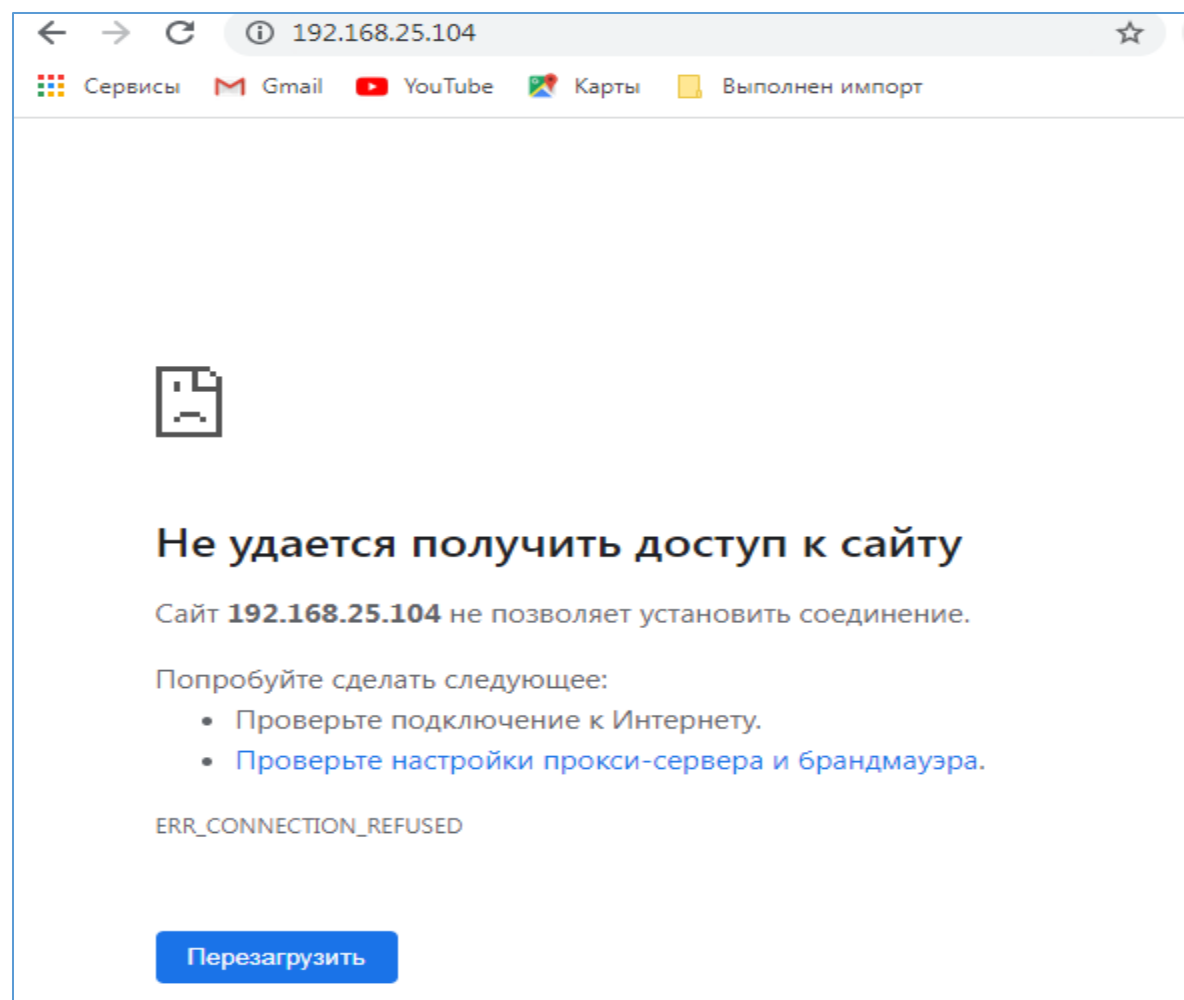 192.168.25.104
Сервисы Gmail YouTube Карты Выполнен импорт
Не удается получить доступ к сайту
Сайт 192.168.25.104 не позволяет установить соединение.
Попробуйте сделать следующее:
• Проверьте подключение к Интернету.
• Проверьте настройки прокси-сервера и брандмауэра.
ERR_CONNECTION_REFUSED
Перезагрузить